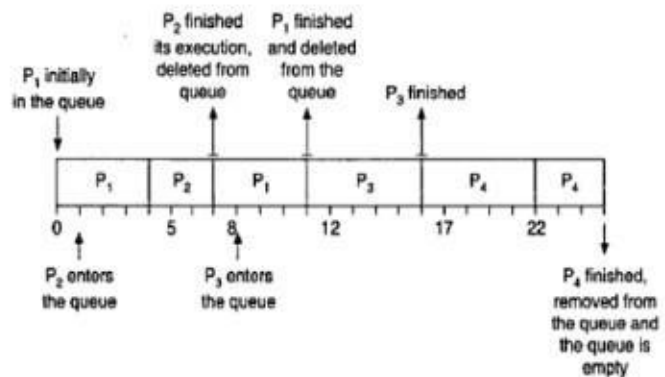 P₂ finished
its execution,
deleted from
queue
P₁ finished
and deleted
from the
queue
P₁ initially
in the queue
P₃ finished
P₁ P₂ P₁ P₃ P₄ P₄
0 5 8 12 17 22
P₂ enters
the queue
P₃ enters
the queue
P₄ finished,
removed from
the queue and
the queue is
empty